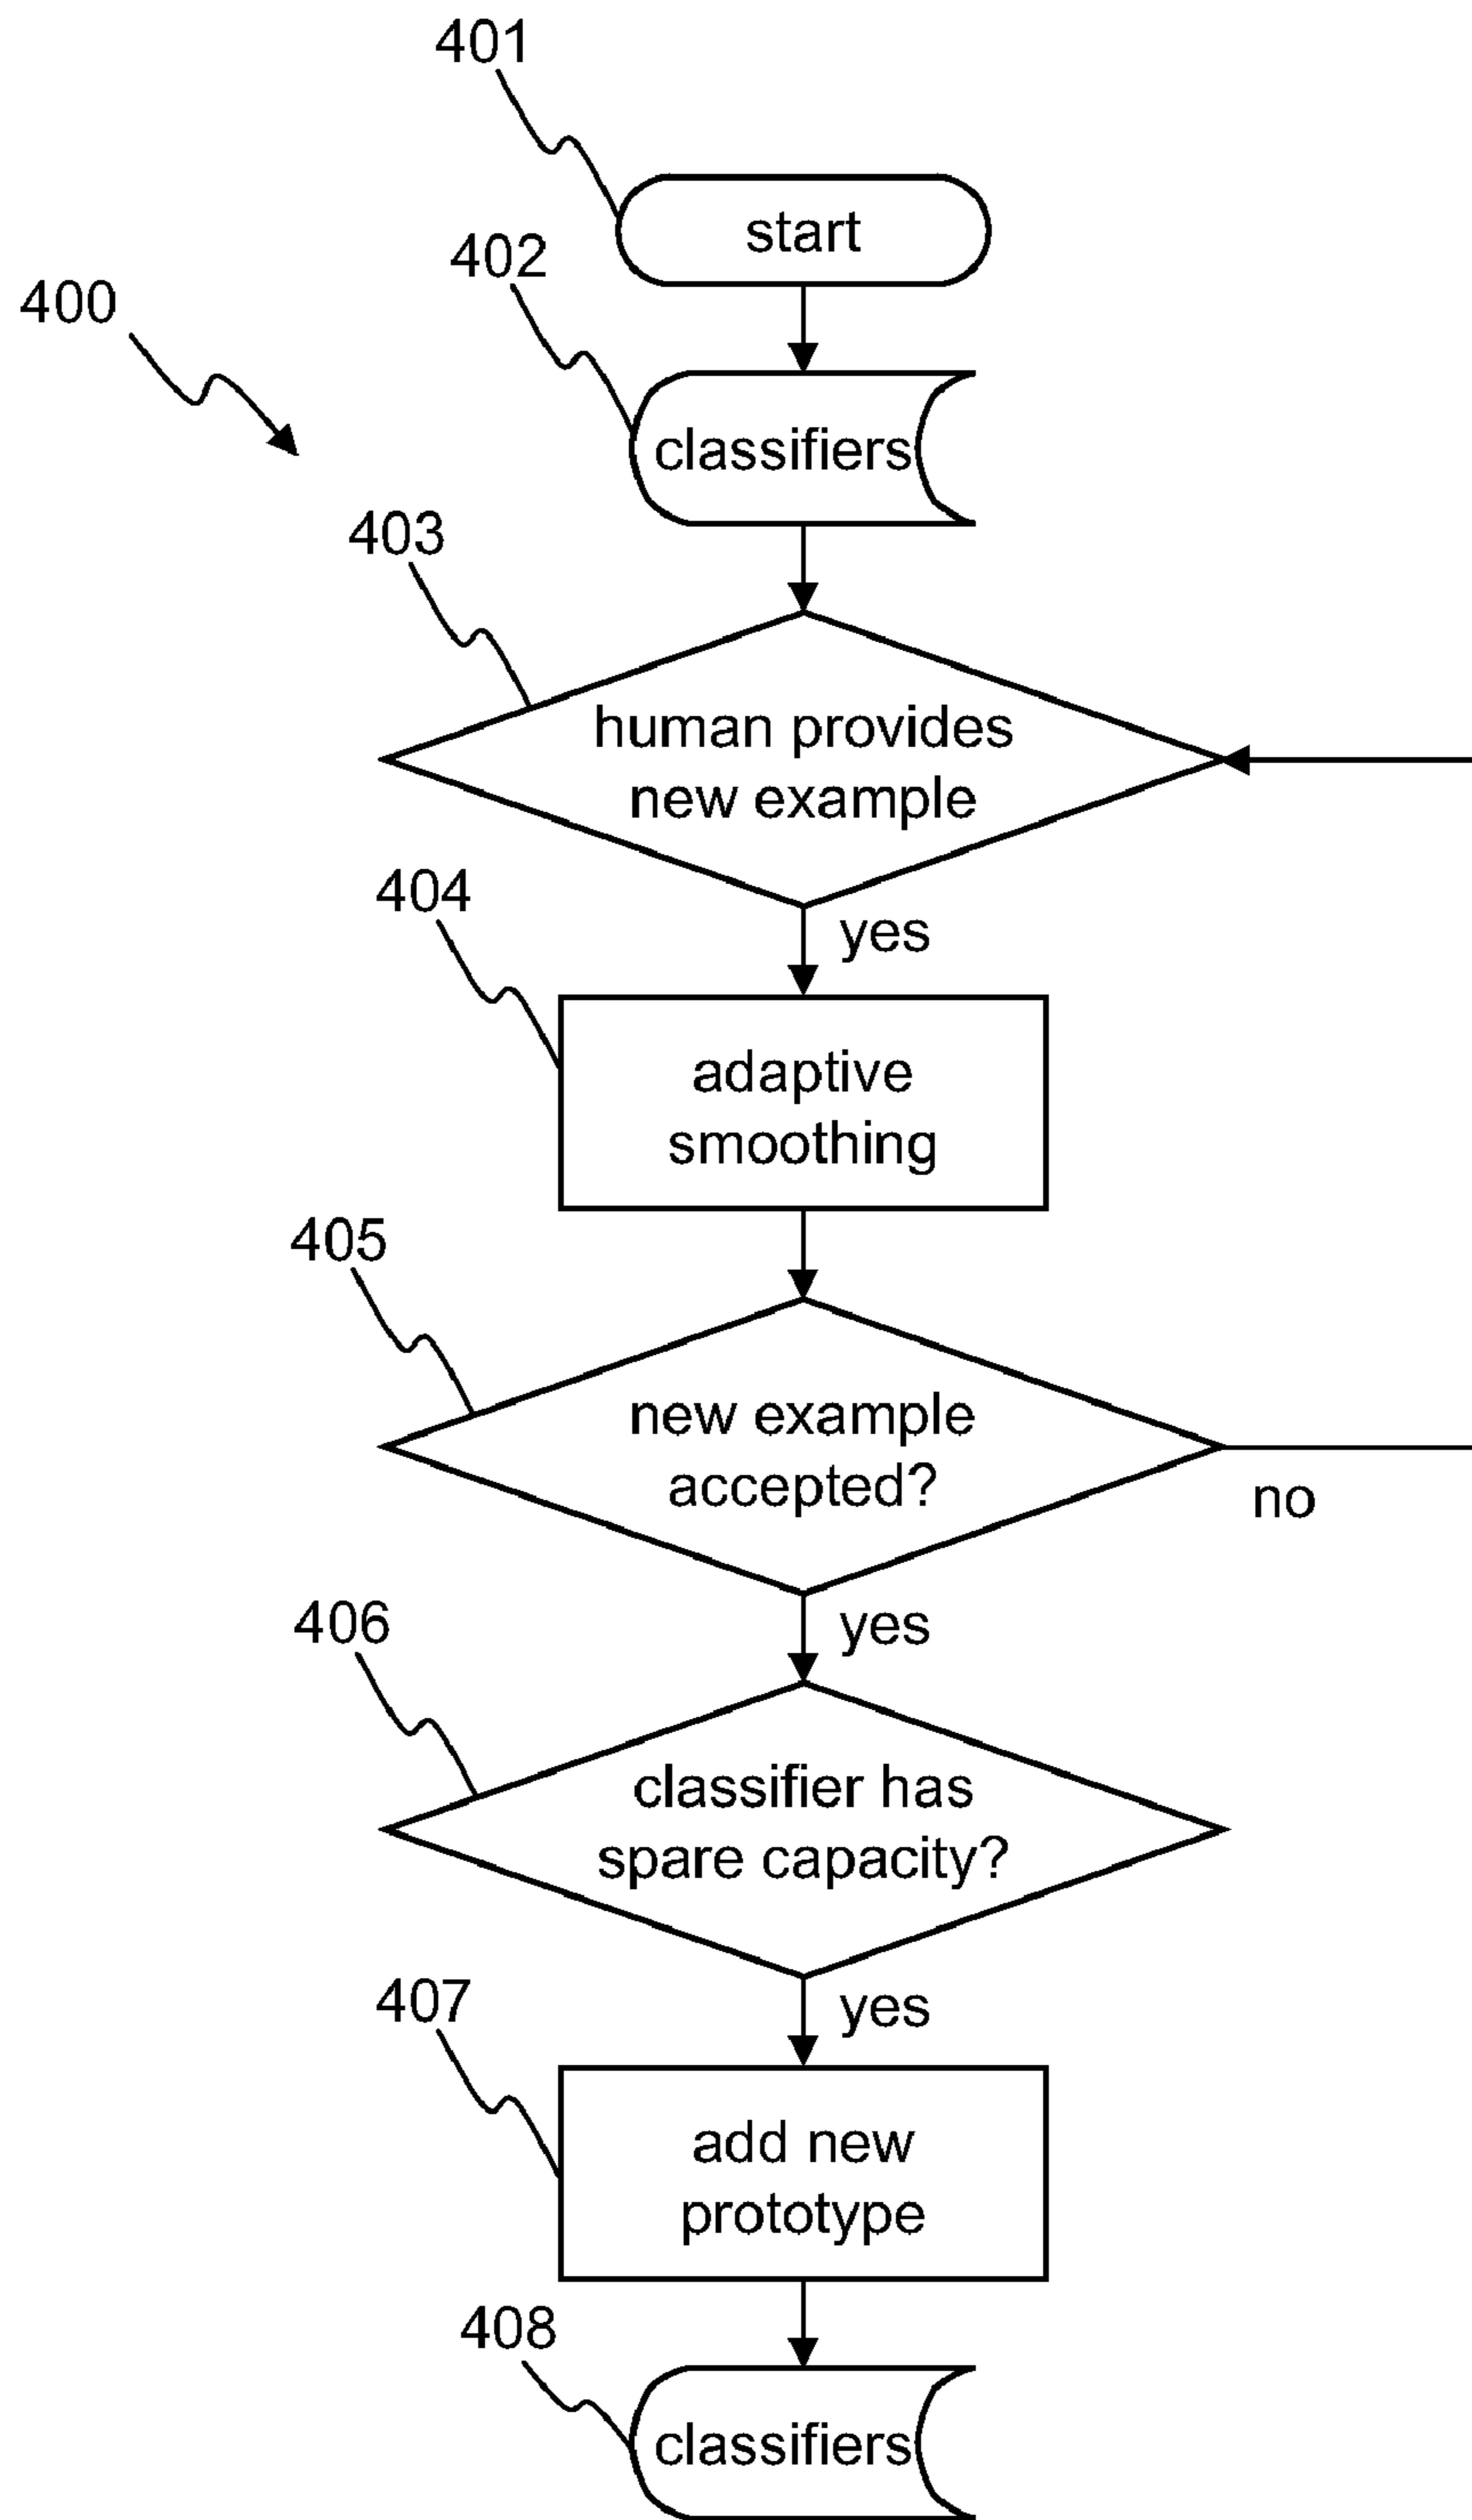 401
start
402
400
classifiers
403
human provides
new example
404
yes
adaptive
smoothing
405
new example
accepted?
no
406
yes
classifier has
spare capacity?
407
yes
add new
prototype
408
classifiers